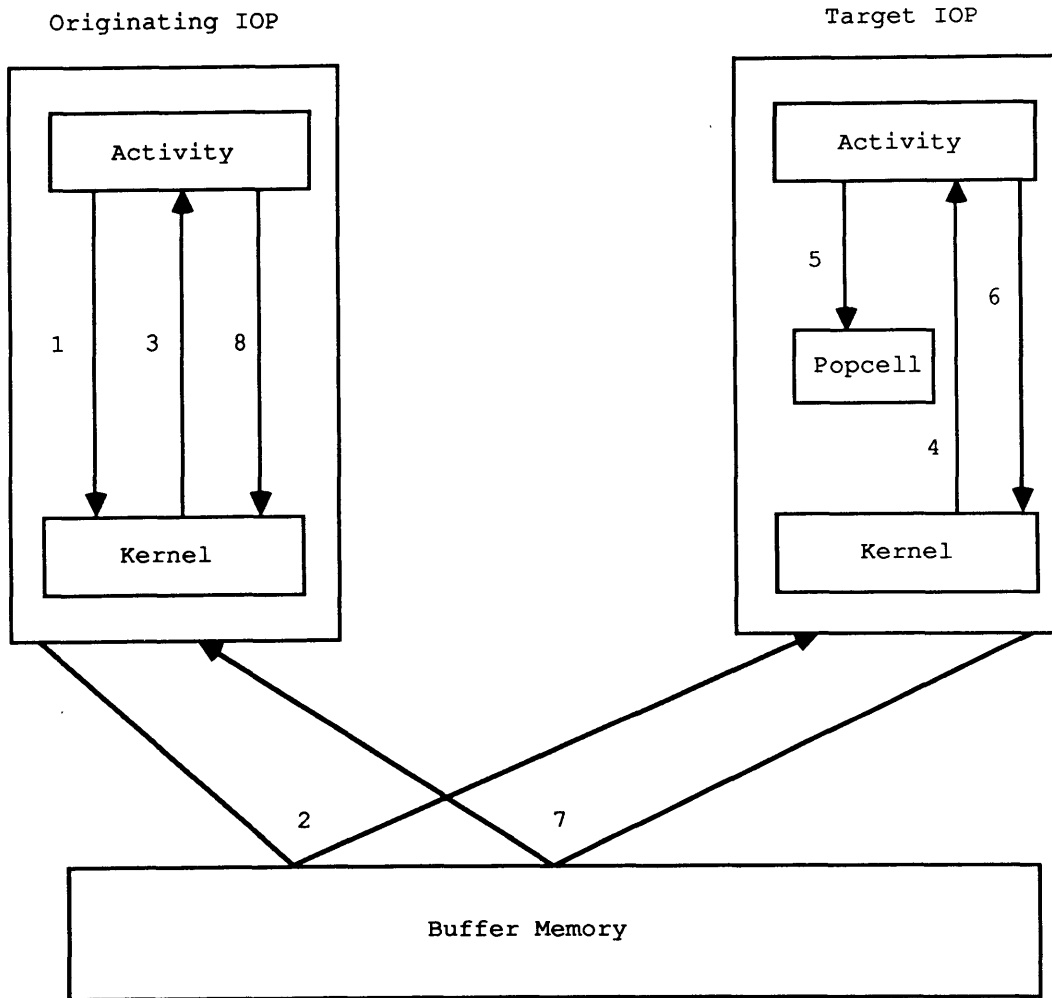 Originating IOP
Target IOP
Activity
Activity
5
6
1
3
8
Popcell
4
Kernel
Kernel
2
7
Buffer Memory